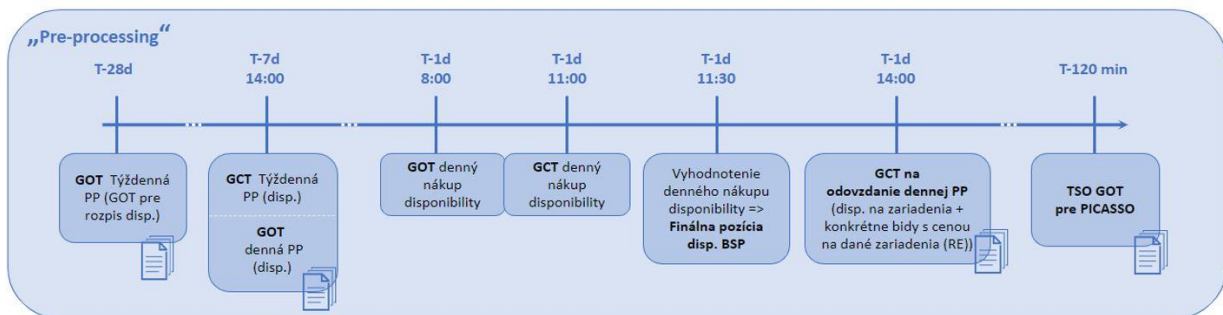 „Pre-processing“
T-28d
T-7d
14:00
T-1d
8:00
T-1d
11:00
T-1d
11:30
T-1d
14:00
T-120 min
GOT Týždenná
PP (GOT pre
rozpis disp.)
GCT Týždenná
PP (disp.)
GOT
denná PP
(disp.)
GOT denný
nákup
disponibility
GCT denný
nákup
disponibility
Vyhodnotenie
denného nákupu
disponibility =>
Finálna pozícia
disp. BSP
GCT na
odovzdanie dennej PP
(disp. na zariadenia +
konkrétne bidy s cenou
na dané zariadenia (RE))
TSO GOT
pre PICASSO